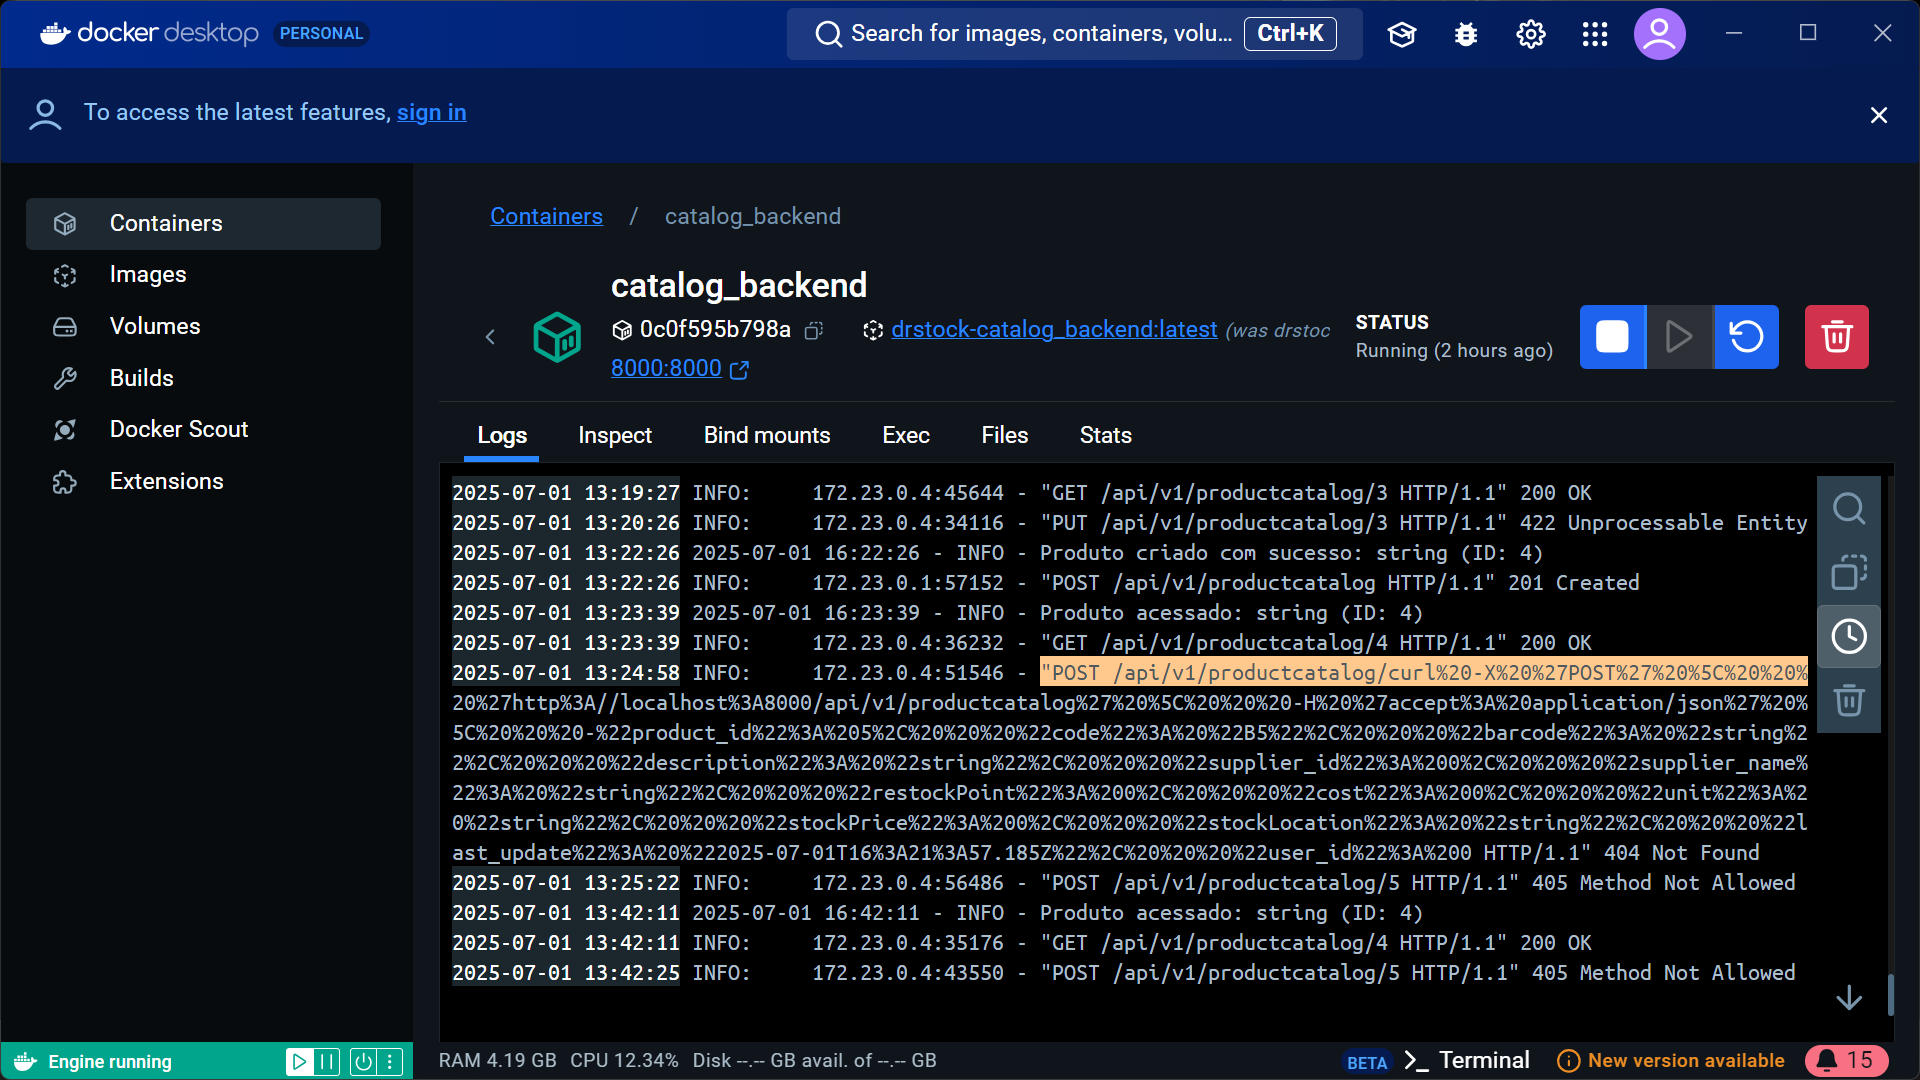 docker desktop PERSONAL
Search for images, containers, volu... Ctrl+K
To access the latest features, sign in
Containers
Images
Volumes
Builds
Docker Scout
Extensions
Containers / catalog_backend
catalog_backend
0c0f595b798a drstock-catalog_backend:latest (was drstoc
8000:8000
STATUS
Running (2 hours ago)
Logs Inspect Bind mounts Exec Files Stats
2025-07-01 13:19:27 INFO: 172.23.0.4:45644 - "GET /api/v1/productcatalog/3 HTTP/1.1" 200 OK
2025-07-01 13:20:26 INFO: 172.23.0.4:34116 - "PUT /api/v1/productcatalog/3 HTTP/1.1" 422 Unprocessable Entity
2025-07-01 13:22:26 2025-07-01 16:22:26 - INFO - Produto criado com sucesso: string (ID: 4)
2025-07-01 13:22:26 INFO: 172.23.0.1:57152 - "POST /api/v1/productcatalog HTTP/1.1" 201 Created
2025-07-01 13:23:39 2025-07-01 16:23:39 - INFO - Produto acessado: string (ID: 4)
2025-07-01 13:23:39 INFO: 172.23.0.4:36232 - "GET /api/v1/productcatalog/4 HTTP/1.1" 200 OK
2025-07-01 13:24:58 INFO: 172.23.0.4:51546 - "POST /api/v1/productcatalog/curl%20-X%20%27POST%27%20%5C%20%20%
20%27http%3A//localhost%3A8000/api/v1/productcatalog%27%20%5C%20%20%20-H%20%27accept%3A%20application/json%27%20%
5C%20%20%20-%22product_id%22%3A%205%2C%20%20%20%22code%22%3A%20%22B5%22%2C%20%20%20%22barcode%22%3A%20%22string%2
2%2C%20%20%20%22description%22%3A%20%22string%22%2C%20%20%20%22supplier_id%22%3A%200%2C%20%20%20%22supplier_name%
22%3A%20%22string%22%2C%20%20%20%22restockPoint%22%3A%200%2C%20%20%20%22cost%22%3A%200%2C%20%20%20%22unit%22%3A%2
0%22string%22%2C%20%20%20%22stockPrice%22%3A%200%2C%20%20%20%22stockLocation%22%3A%20%22string%22%2C%20%20%20%22l
ast_update%22%3A%20%222025-07-01T16%3A21%3A57.185Z%22%2C%20%20%20%22user_id%22%3A%200 HTTP/1.1" 404 Not Found
2025-07-01 13:25:22 INFO: 172.23.0.4:56486 - "POST /api/v1/productcatalog/5 HTTP/1.1" 405 Method Not Allowed
2025-07-01 13:42:11 2025-07-01 16:42:11 - INFO - Produto acessado: string (ID: 4)
2025-07-01 13:42:11 INFO: 172.23.0.4:35176 - "GET /api/v1/productcatalog/4 HTTP/1.1" 200 OK
2025-07-01 13:42:25 INFO: 172.23.0.4:43550 - "POST /api/v1/productcatalog/5 HTTP/1.1" 405 Method Not Allowed
Engine running
RAM 4.19 GB CPU 12.34% Disk --.-- GB avail. of --.-- GB
BETA >_ Terminal New version available 15